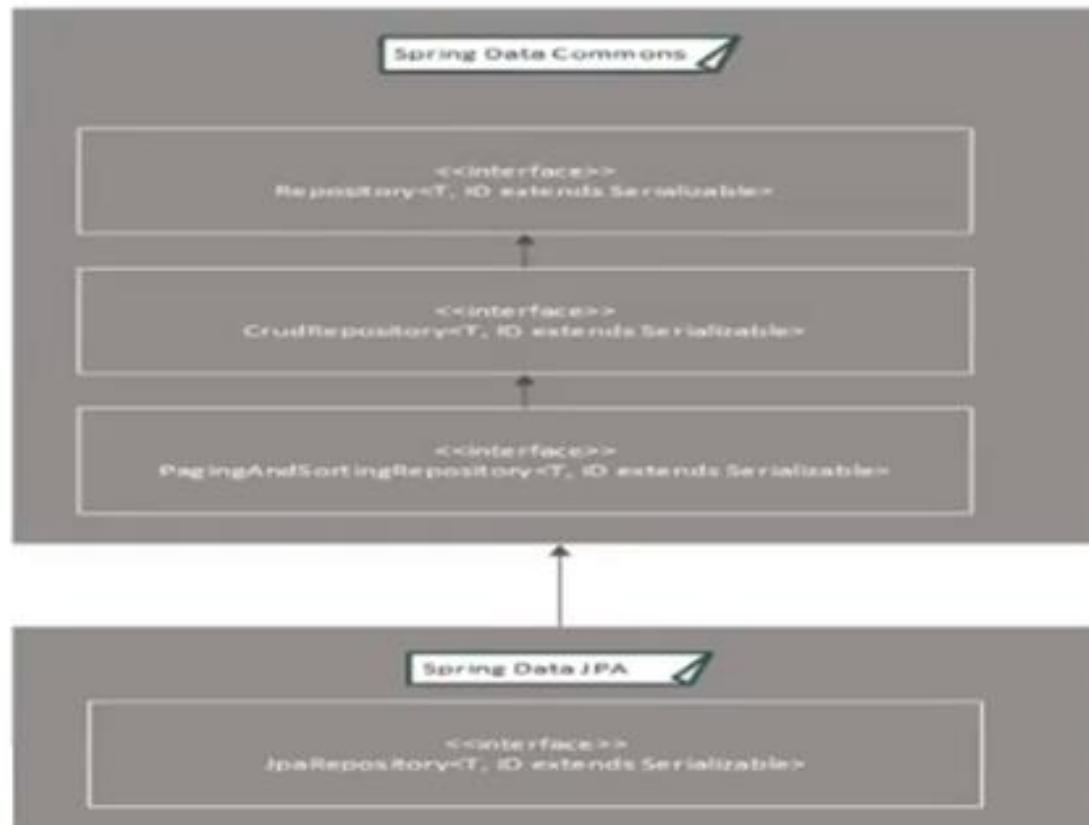 Spring Data Commons
<<interface>>
Repository<T, ID extends Serializable>
<<interface>>
CrudRepository<T, ID extends Serializable>
<<interface>>
PagingAndSortingRepository<T, ID extends Serializable>
Spring Data JPA
<<interface>>
JpaRepository<T, ID extends Serializable>